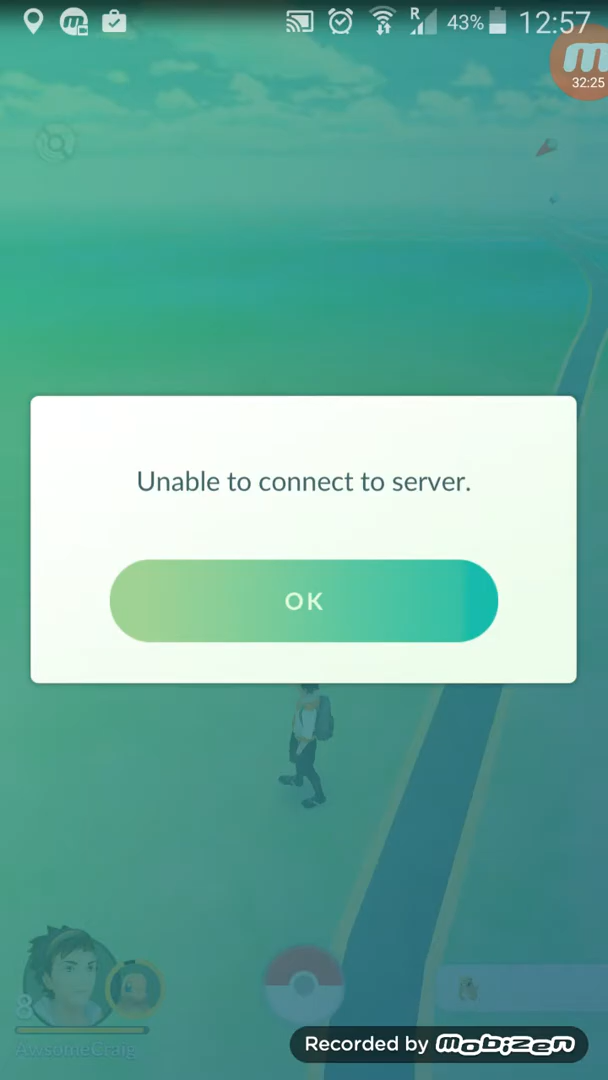 R 43% 12:57
m
32:25
Unable to connect to server.
OK
8
AwsomeCraig
Recorded by mobizen